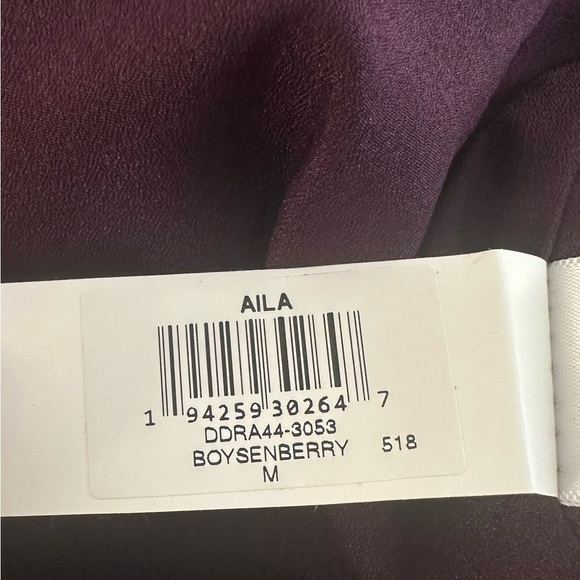 AILA
1 94259 30264 7
DDRA44-3053
BOYSENBERRY 518
M